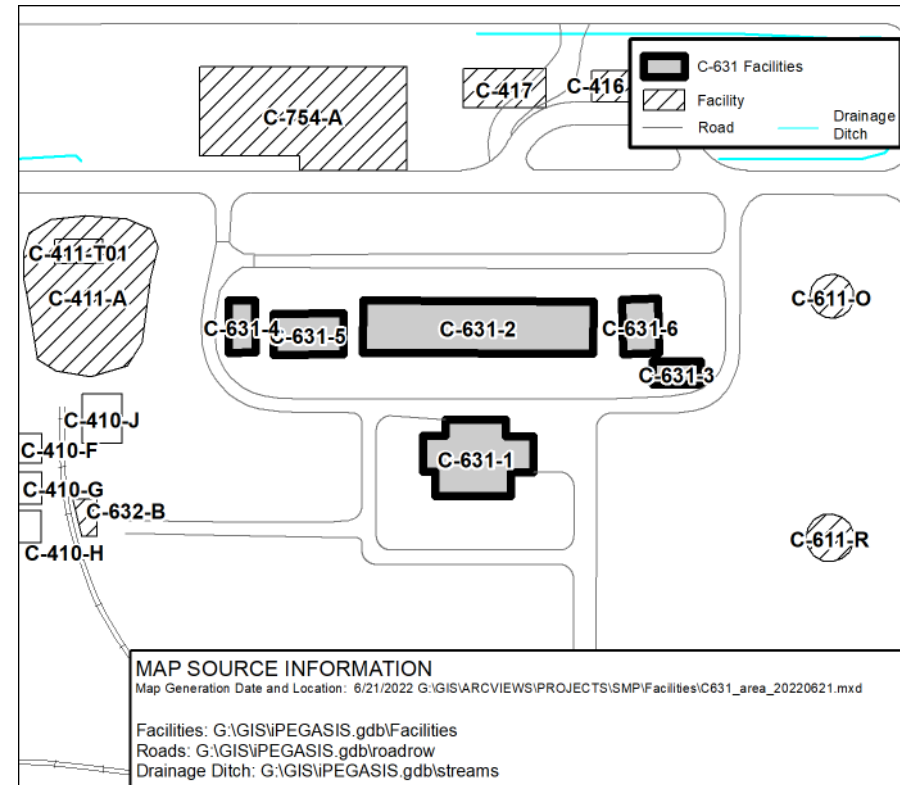 C-631 Facilities
Facility
Road
Drainage
Ditch
C-754-A
C-417
C-416
C-411-T01
C-411-A
C-611-O
C-631-4
C-631-5
C-631-2
C-631-6
C-631-3
C-410-J
C-410-F
C-631-1
C-410-G
C-632-B
C-410-H
C-611-R
MAP SOURCE INFORMATION
Map Generation Date and Location: 6/21/2022 G:\GIS\ARCVIEWS\PROJECTS\SMP\Facilities\C631_area_20220621.mxd
Facilities: G:\GIS\iPEGASIS.gdb\Facilities
Roads: G:\GIS\iPEGASIS.gdb\roadrow
Drainage Ditch: G:\GIS\iPEGASIS.gdb\streams